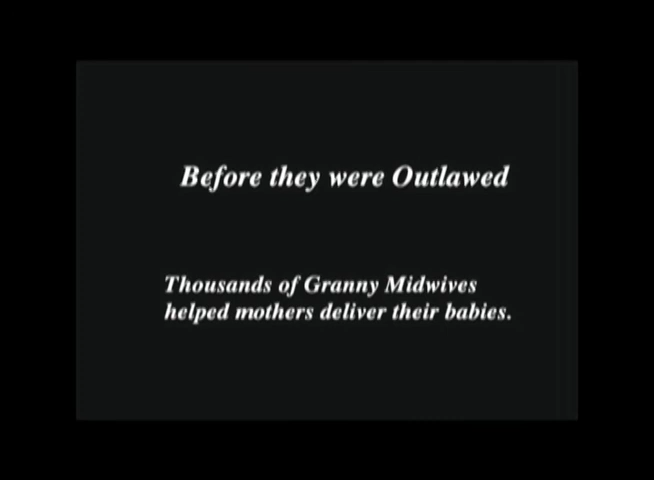 Before they were Outlawed
Thousands of Granny Midwives
helped mothers deliver their babies.